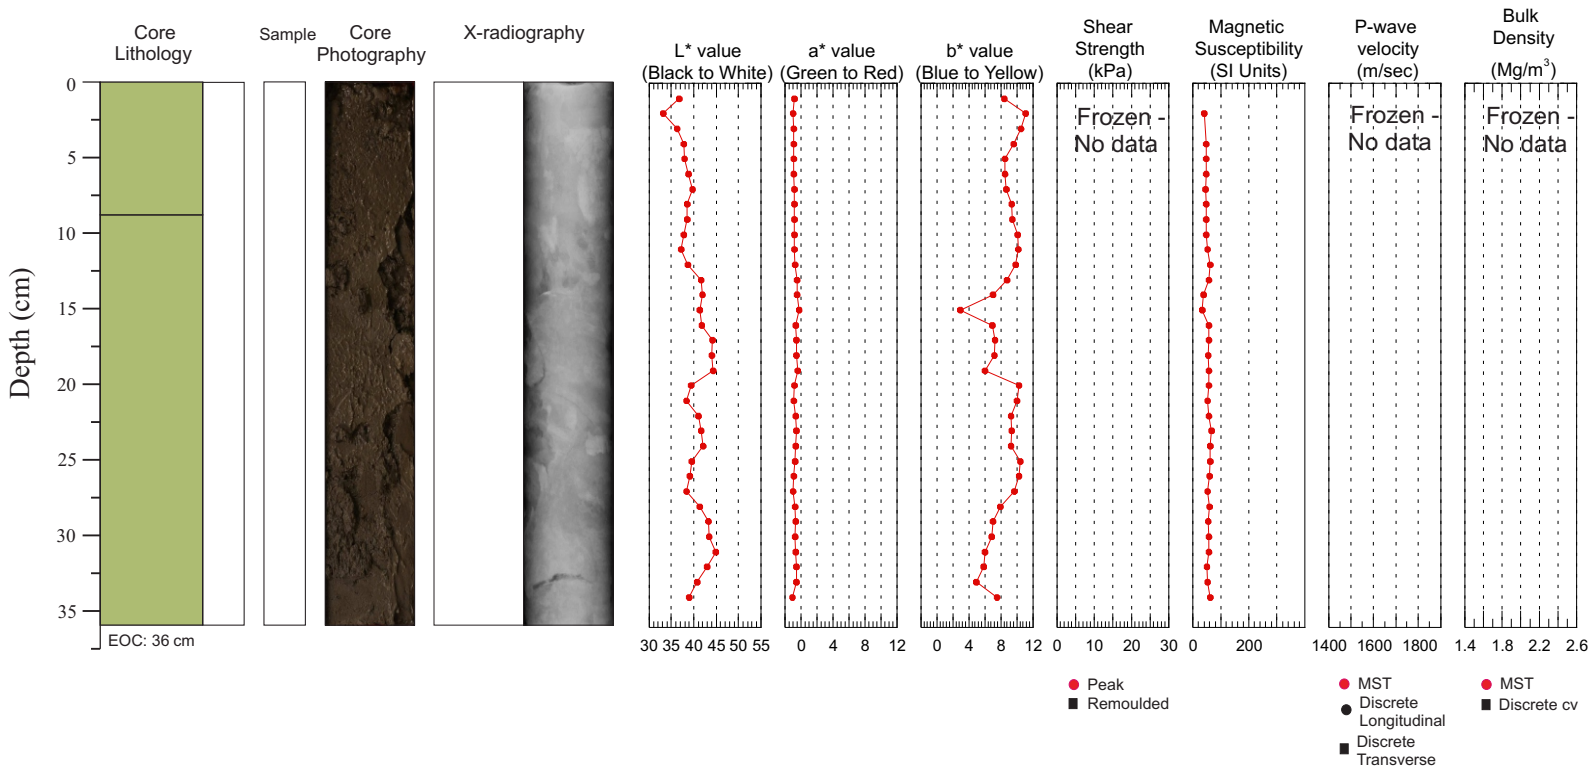 Core
Lithology
Sample
Core
Photography
X-radiography
L* value
(Black to White)
a* value
(Green to Red)
b* value
(Blue to Yellow)
Shear
Strength
(kPa)
Magnetic
Susceptibility
(SI Units)
P-wave
velocity
(m/sec)
Bulk
Density
(Mg/m³)
Depth (cm)
0
5
10
15
20
25
30
35
EOC: 36 cm
Frozen -
No data
Frozen -
No data
Frozen -
No data
30 35 40 45 50 55
0 4 8 12
0 4 8 12
0 10 20 30
0 200
1400 1600 1800
1.4 1.8 2.2 2.6
Peak
Remoulded
MST
Discrete
Longitudinal
Discrete
Transverse
MST
Discrete cv